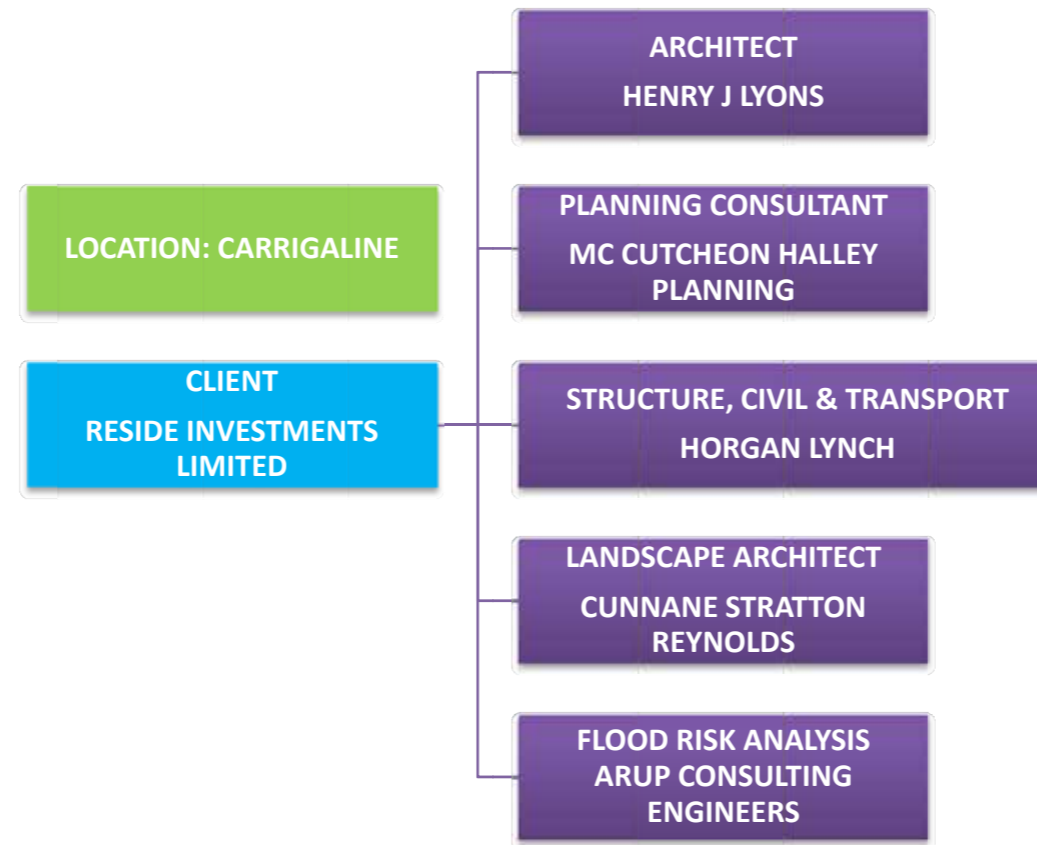 LOCATION: CARRIGALINE
CLIENT
RESIDE INVESTMENTS
LIMITED
ARCHITECT
HENRY J LYONS
PLANNING CONSULTANT
MC CUTCHEON HALLEY
PLANNING
STRUCTURE, CIVIL & TRANSPORT
HORGAN LYNCH
LANDSCAPE ARCHITECT
CUNNANE STRATTON
REYNOLDS
FLOOD RISK ANALYSIS
ARUP CONSULTING
ENGINEERS